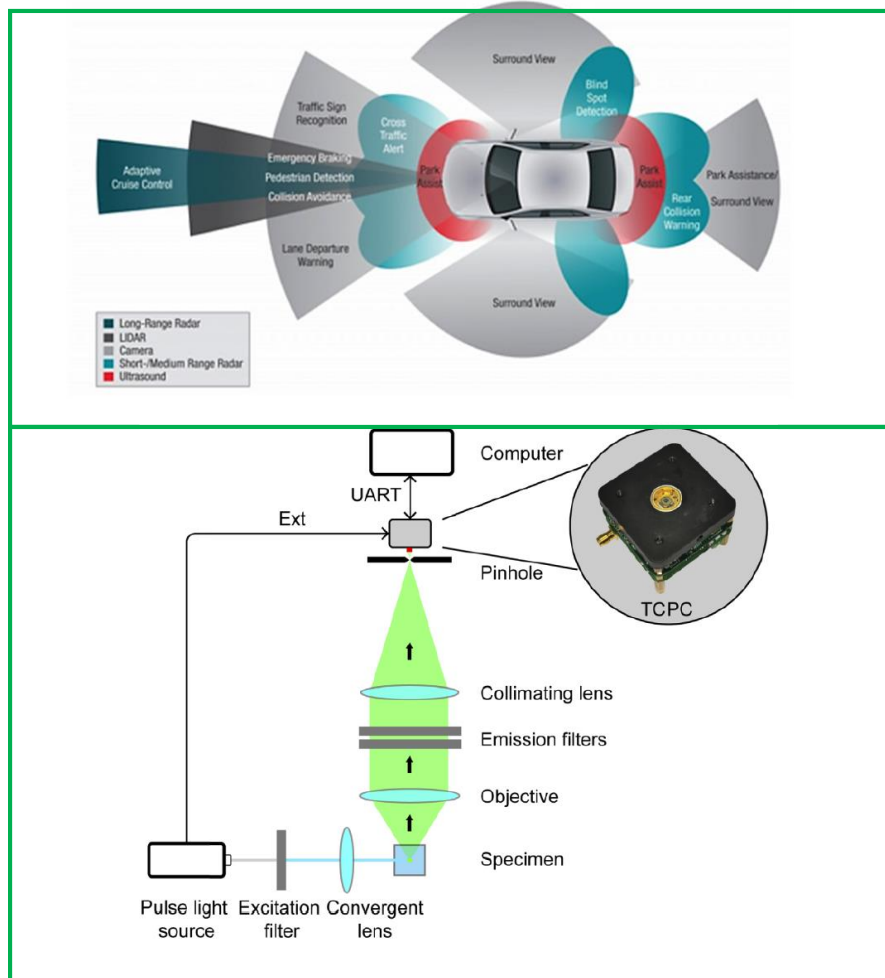 Surround View
Blind
Spot
Detection
Traffic Sign
Recognition
Cross
Traffic
Alert
Emergency Braking
Adaptive
Cruise Control
Pedestrian Detection
Park
Assist
Park
Assist
Park Assistance/
Surround View
Collision Avoidance
Rear
Collision
Warning
Lane Departure
Warning
Surround View
Long-Range Radar
LIDAR
Camera
Short-/Medium Range Radar
Ultrasound
Computer
UART
Ext
Pinhole
TCPC
Collimating lens
Emission filters
Objective
Specimen
Pulse light
source
Excitation
filter
Convergent
lens